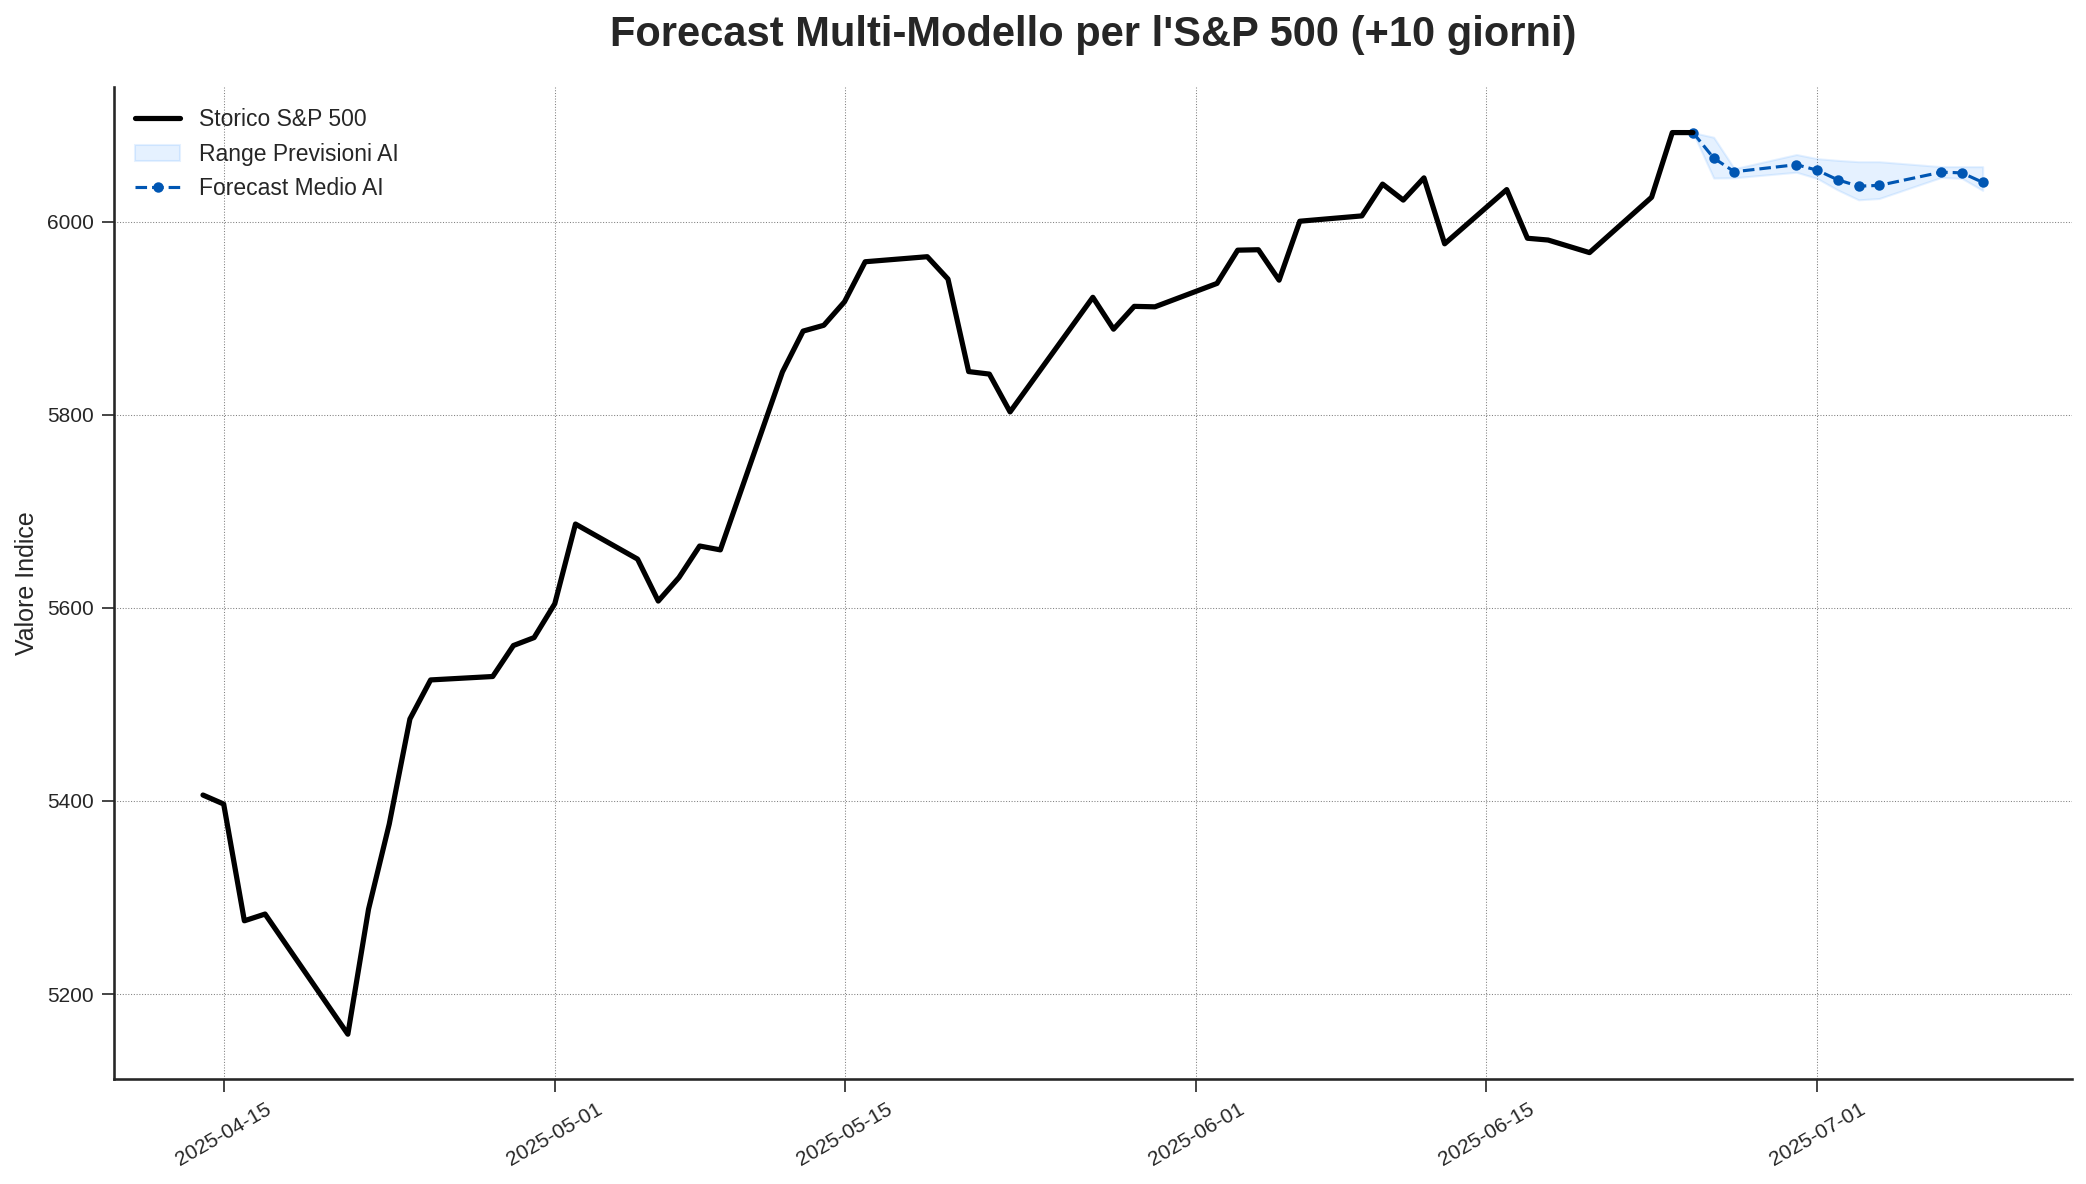 Forecast Multi-Modello per l'S&P 500 (+10 giorni)
Storico S&P 500
Range Previsioni AI
Forecast Medio AI
Valore Indice
6000
5800
5600
5400
5200
2025-04-15
2025-05-01
2025-05-15
2025-06-01
2025-06-15
2025-07-01